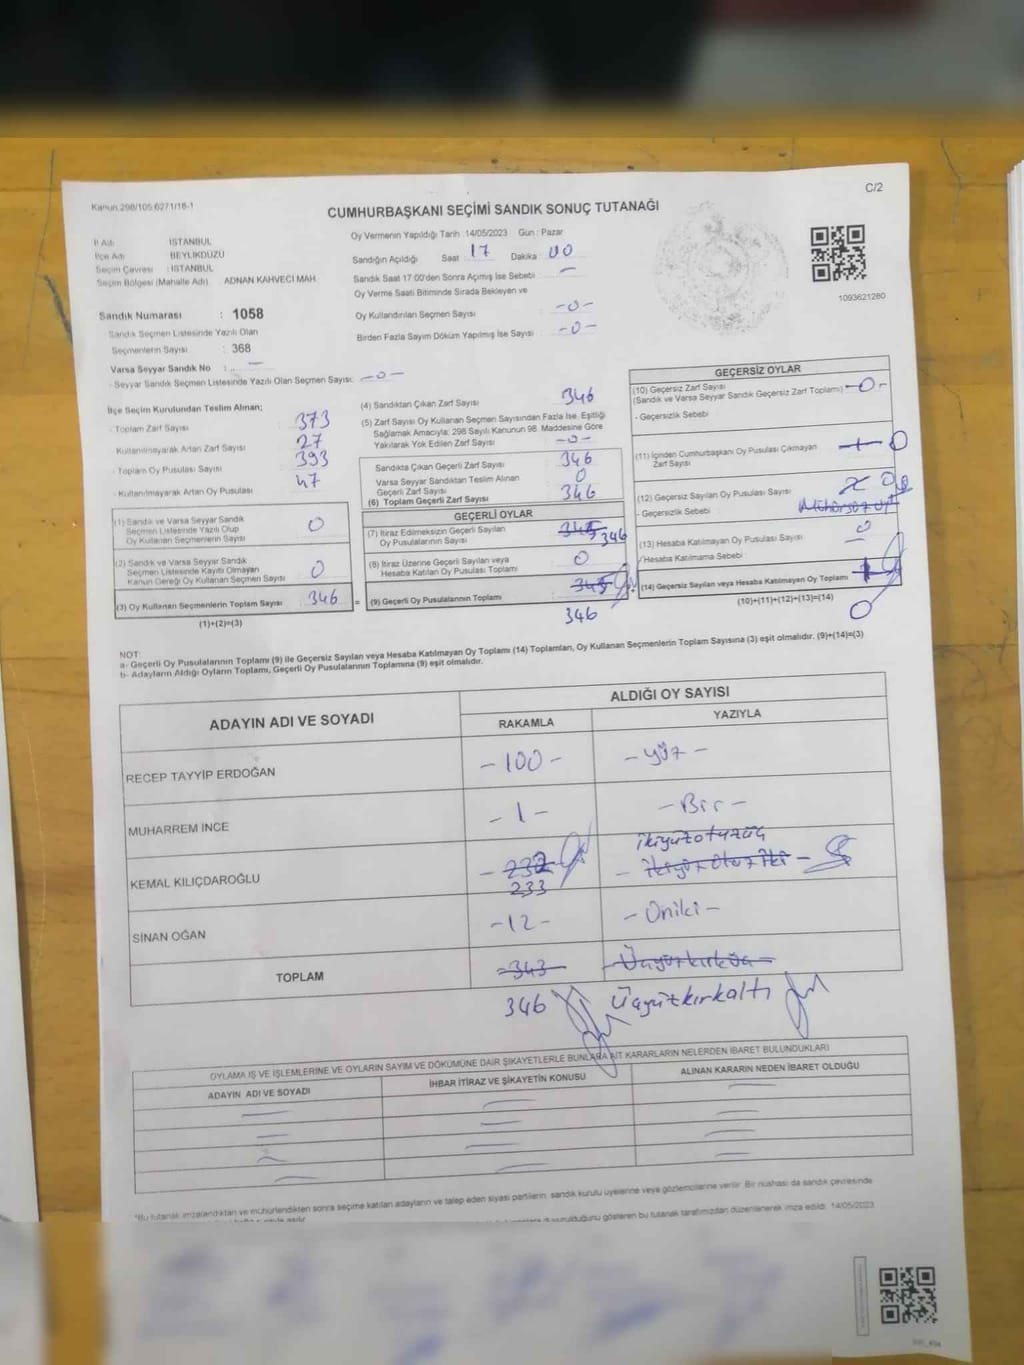 C/2
Kanun 298/105.6271/18-1
CUMHURBAŞKANI SEÇİMİ SANDIK SONUÇ TUTANAĞI
İl Adı : İSTANBUL
İlçe Adı : BEYLİKDÜZÜ
Seçim Çevresi : İSTANBUL
Seçim Bölgesi (Mahalle Adı) : ADNAN KAHVECİ MAH.
Sandık Numarası : 1058
Sandık Seçmen Listesinde Yazılı Olan
Seçmenlerin Sayısı : 368
Varsa Seyyar Sandık No : -
- Seyyar Sandık Seçmen Listesinde Yazılı Olan Seçmen Sayısı: -0-
Oy Vermenin Yapıldığı Tarih :14/05/2023 Gün : Pazar
Sandığın Açıldığı Saat : 17 Dakika : 00
Sandık Saat 17:00'den Sonra Açımış İse Sebebi : -
Oy Verme Saati Bitiminde Sırada Bekleyen ve
Oy Kullandırılan Seçmen Sayısı : -0-
Birden Fazla Sayım Döküm Yapılmış İse Sayısı : -0-
1093621280
İlçe Seçim Kurulundan Teslim Alınan;
- Toplam Zarf Sayısı : 373
Kullanılmayarak Artan Zarf Sayısı : 27
- Toplam Oy Pusulası Sayısı : 393
- Kullanılmayarak Artan Oy Pusulası : 47
(1) Sandık ve Varsa Seyyar Sandık
Seçmen Listesinde Yazılı Olup
Oy Kullanan Seçmenlerin Sayısı 0
(2) Sandık ve Varsa Seyyar Sandık
Seçmen Listesinde Kayıtlı Olmayan
Kanun Gereği Oy Kullanan Seçmen Sayısı 0
(3) Oy Kullanan Seçmenlerin Toplam Sayısı : 346 =
(1)+(2)=(3)
(4) Sandıktan Çıkan Zarf Sayısı : 346
(5) Zarf Sayısı Oy Kullanan Seçmen Sayısından Fazla İse, Eşitliği
Sağlamak Amacıyla; 298 Sayılı Kanunun 98. Maddesine Göre
Yakılarak Yok Edilen Zarf Sayısı : -0-
Sandıkta Çıkan Geçerli Zarf Sayısı : 346
Varsa Seyyar Sandıktan Teslim Alınan
Geçerli Zarf Sayısı 0
(6) Toplam Geçerli Zarf Sayısı : 346
GEÇERLİ OYLAR
(7) İtiraz Edilmeksizin Geçerli Sayılan
Oy Pusulalarının Sayısı : 345 346
(8) İtiraz Üzerine Geçerli Sayılan veya
Hesaba Katılan Oy Pusulası Toplamı : 0
(9) Geçerli Oy Pusulalarının Toplamı : 345
346
GEÇERSİZ OYLAR
(10) Geçersiz Zarf Sayısı
(Sandık ve Varsa Seyyar Sandık Geçersiz Zarf Toplamı) : -0-
- Geçersizlik Sebebi
(11) İçinden Cumhurbaşkanı Oy Pusulası Çıkmayan
Zarf Sayısı 0
(12) Geçersiz Sayılan Oy Pusulası Sayısı : 0
- Geçersizlik Sebebi : Mühürsüz oy
(13) Hesaba Katılmayan Oy Pusulası Sayısı : 0
- Hesaba Katılmama Sebebi : -
(14) Geçersiz Sayılan veya Hesaba Katılmayan Oy Toplamı : 1
(10)+(11)+(12)+(13)=(14) 0
NOT:
a- Geçerli Oy Pusulalarının Toplamı (9) ile Geçersiz Sayılan veya Hesaba Katılmayan Oy Toplamı (14) Toplamları, Oy Kullanan Seçmenlerin Toplam Sayısına (3) eşit olmalıdır. (9)+(14)=(3)
b- Adayların Aldığı Oyların Toplamı, Geçerli Oy Pusulalarının Toplamına (9) eşit olmalıdır.
ADAYIN ADI VE SOYADI ALDIĞI OY SAYISI
RAKAMLA YAZIYLA
RECEP TAYYİP ERDOĞAN -100- -yüz-
MUHARREM İNCE -1- -Bir-
ikiyüzotuzüç
KEMAL KILIÇDAROĞLU -232 - ikiyüz otuz iki -
233
SİNAN OĞAN -12- -Oniki-
TOPLAM -343- -Üçyüzkırküç-
346 Üçyüzkırkaltı
OYLAMA İŞ VE İŞLEMLERİNE VE OYLARIN SAYIM VE DÖKÜMÜNE DAİR ŞİKAYETLERLE BUNLARA AİT KARARLARIN NELERDEN İBARET BULUNDUKLARI
ADAYIN ADI VE SOYADI İHBAR İTİRAZ VE ŞİKAYETİN KONUSU ALINAN KARARIN NEDEN İBARET OLDUĞU
*Bu tutanak imzalandıktan ve mühürlendikten sonra seçime katılan adayların ve talep eden siyasi partilerin, sandık kurulu üyelerine veya gözlemcilerine verilir. Bir nüshası da sandık çevresinde
duyurulduğunu gösteren bu tutanak tarafımızdan düzenlenerek imza edildi. 14/05/2023